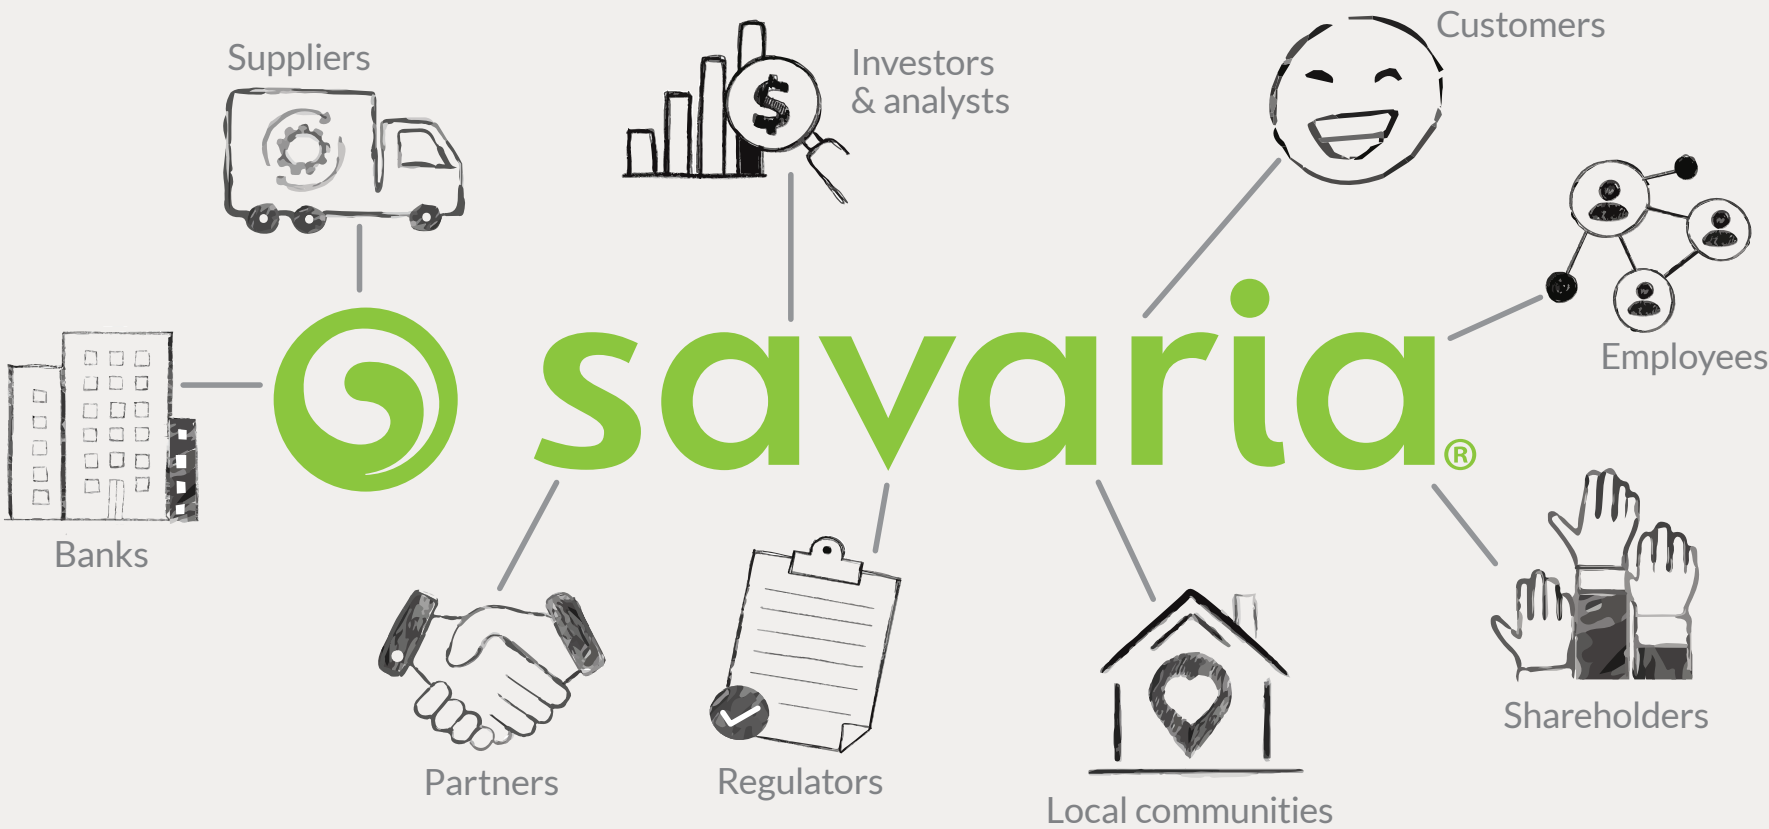 Customers
Suppliers
Investors
& analysts
savaria®
Employees
Banks
Shareholders
Partners
Regulators
Local communities